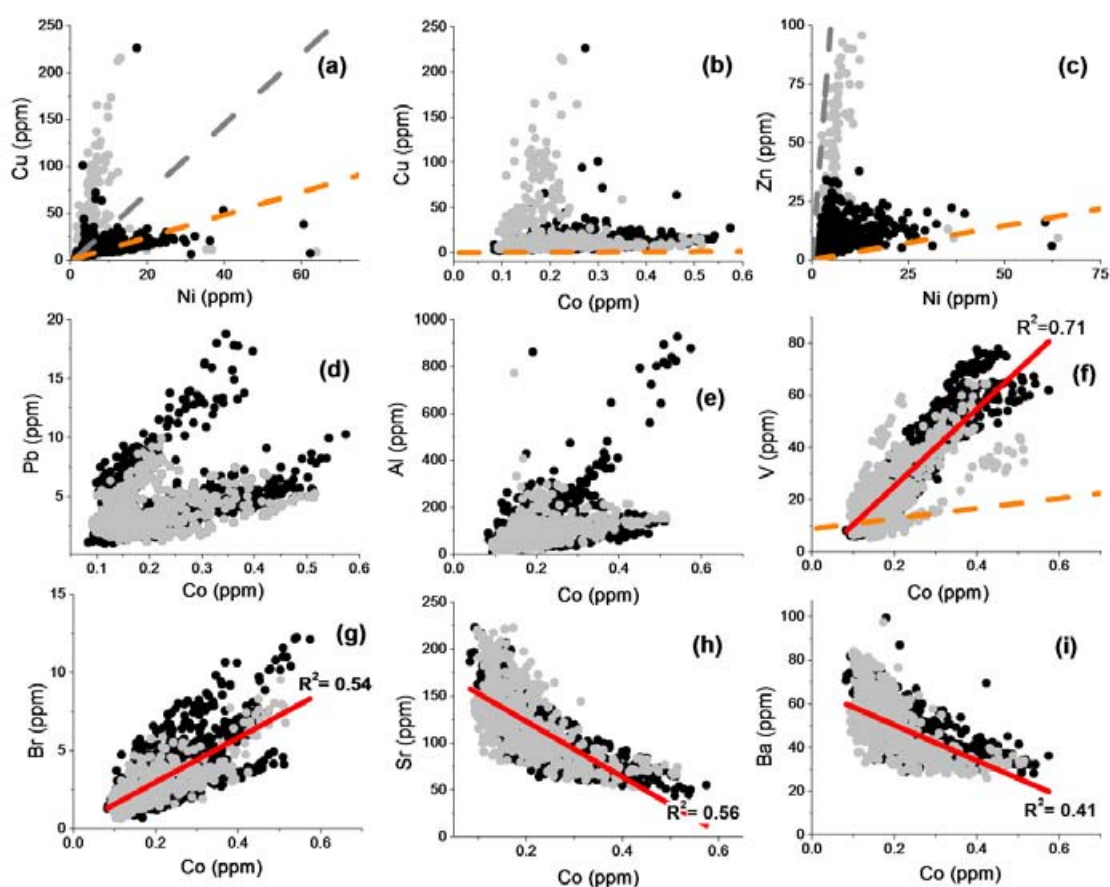 250
200
150
100
50
0
Cu (ppm)
(a)
0 20 40 60
Ni (ppm)
250
200
150
100
50
0
Cu (ppm)
(b)
0.0 0.1 0.2 0.3 0.4 0.5 0.6
Co (ppm)
100
75
50
25
0
Zn (ppm)
(c)
0 25 50 75
Ni (ppm)
20
15
10
5
Pb (ppm)
(d)
0.1 0.2 0.3 0.4 0.5 0.6
Co (ppm)
1000
800
600
400
200
0
Al (ppm)
(e)
0.0 0.2 0.4 0.6
Co (ppm)
80
60
40
20
0
V (ppm)
R²=0.71
(f)
0.0 0.2 0.4 0.6
Co (ppm)
15
10
5
0
Br (ppm)
(g)
R²= 0.54
0.0 0.2 0.4 0.6
Co (ppm)
250
200
150
100
50
0
Sr (ppm)
(h)
R²= 0.56
0.2 0.4 0.6
Co (ppm)
100
80
60
40
20
0
Ba (ppm)
(i)
R²= 0.41
0.0 0.2 0.4 0.6
Co (ppm)